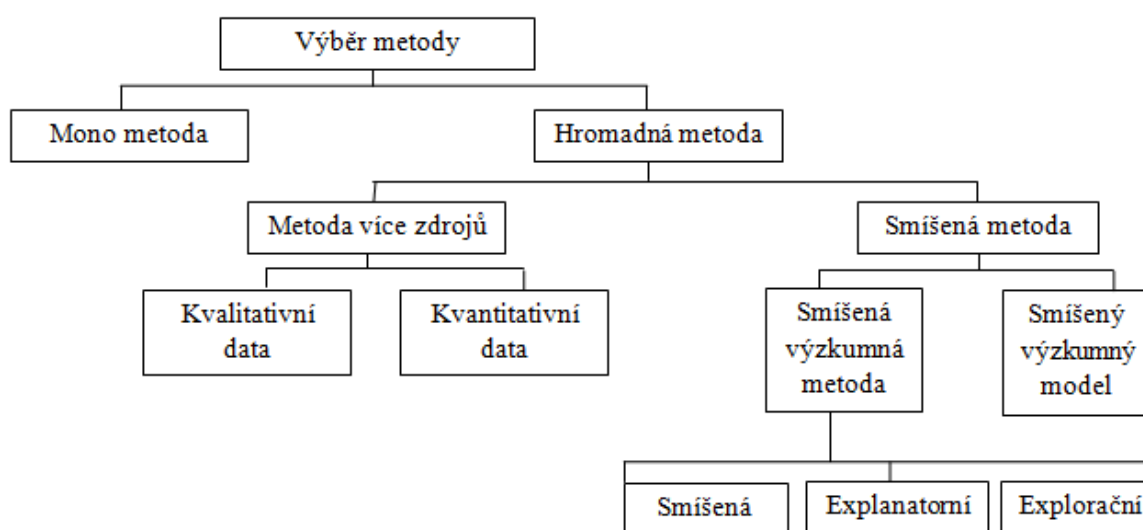 Výběr metody
Mono metoda
Hromadná metoda
Metoda více zdrojů
Smíšená metoda
Kvalitativní
data
Kvantitativní
data
Smíšená
výzkumná
metoda
Smíšený
výzkumný
model
Smíšená
Explanatorní
Explorační